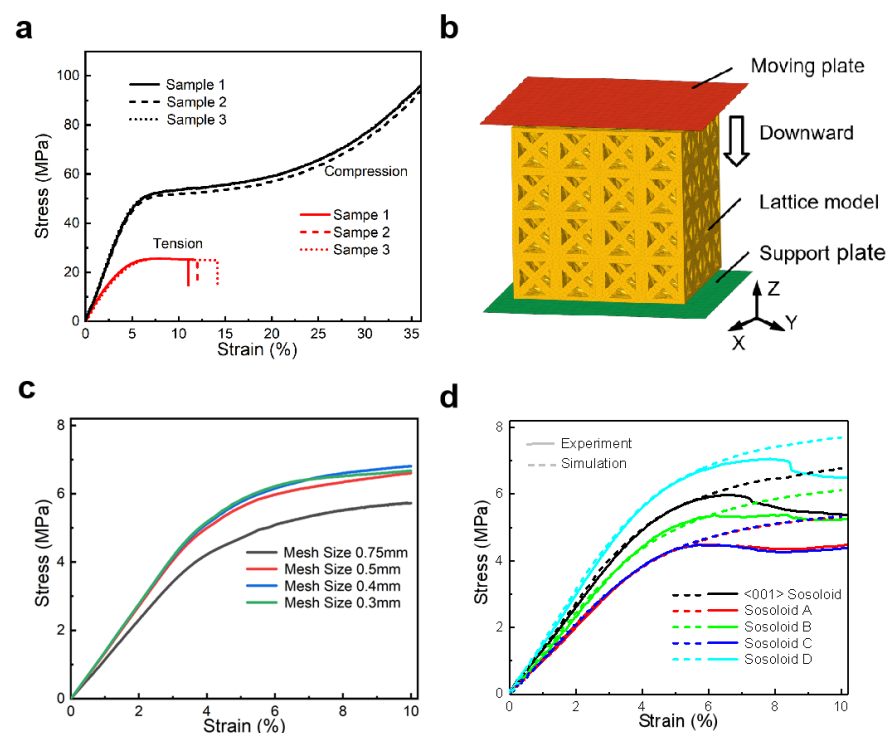 a
100
80
60
40
20
0
Stress (MPa)
Sample 1
Sample 2
Sample 3
Compression
Sampe 1
Sample 2
Sample 3
Tension
0 5 10 15 20 25 30 35
Strain (%)
b
Moving plate
Downward
Lattice model
Support plate
Z
X
Y
c
8
6
4
2
0
Stress (MPa)
Mesh Size 0.75mm
Mesh Size 0.5mm
Mesh Size 0.4mm
Mesh Size 0.3mm
0 2 4 6 8 10
Strain (%)
d
8
6
4
2
0
Stress (MPa)
Experiment
Simulation
<001> Sosoloid
Sosoloid A
Sosoloid B
Sosoloid C
Sosoloid D
0 2 4 6 8 10
Strain (%)